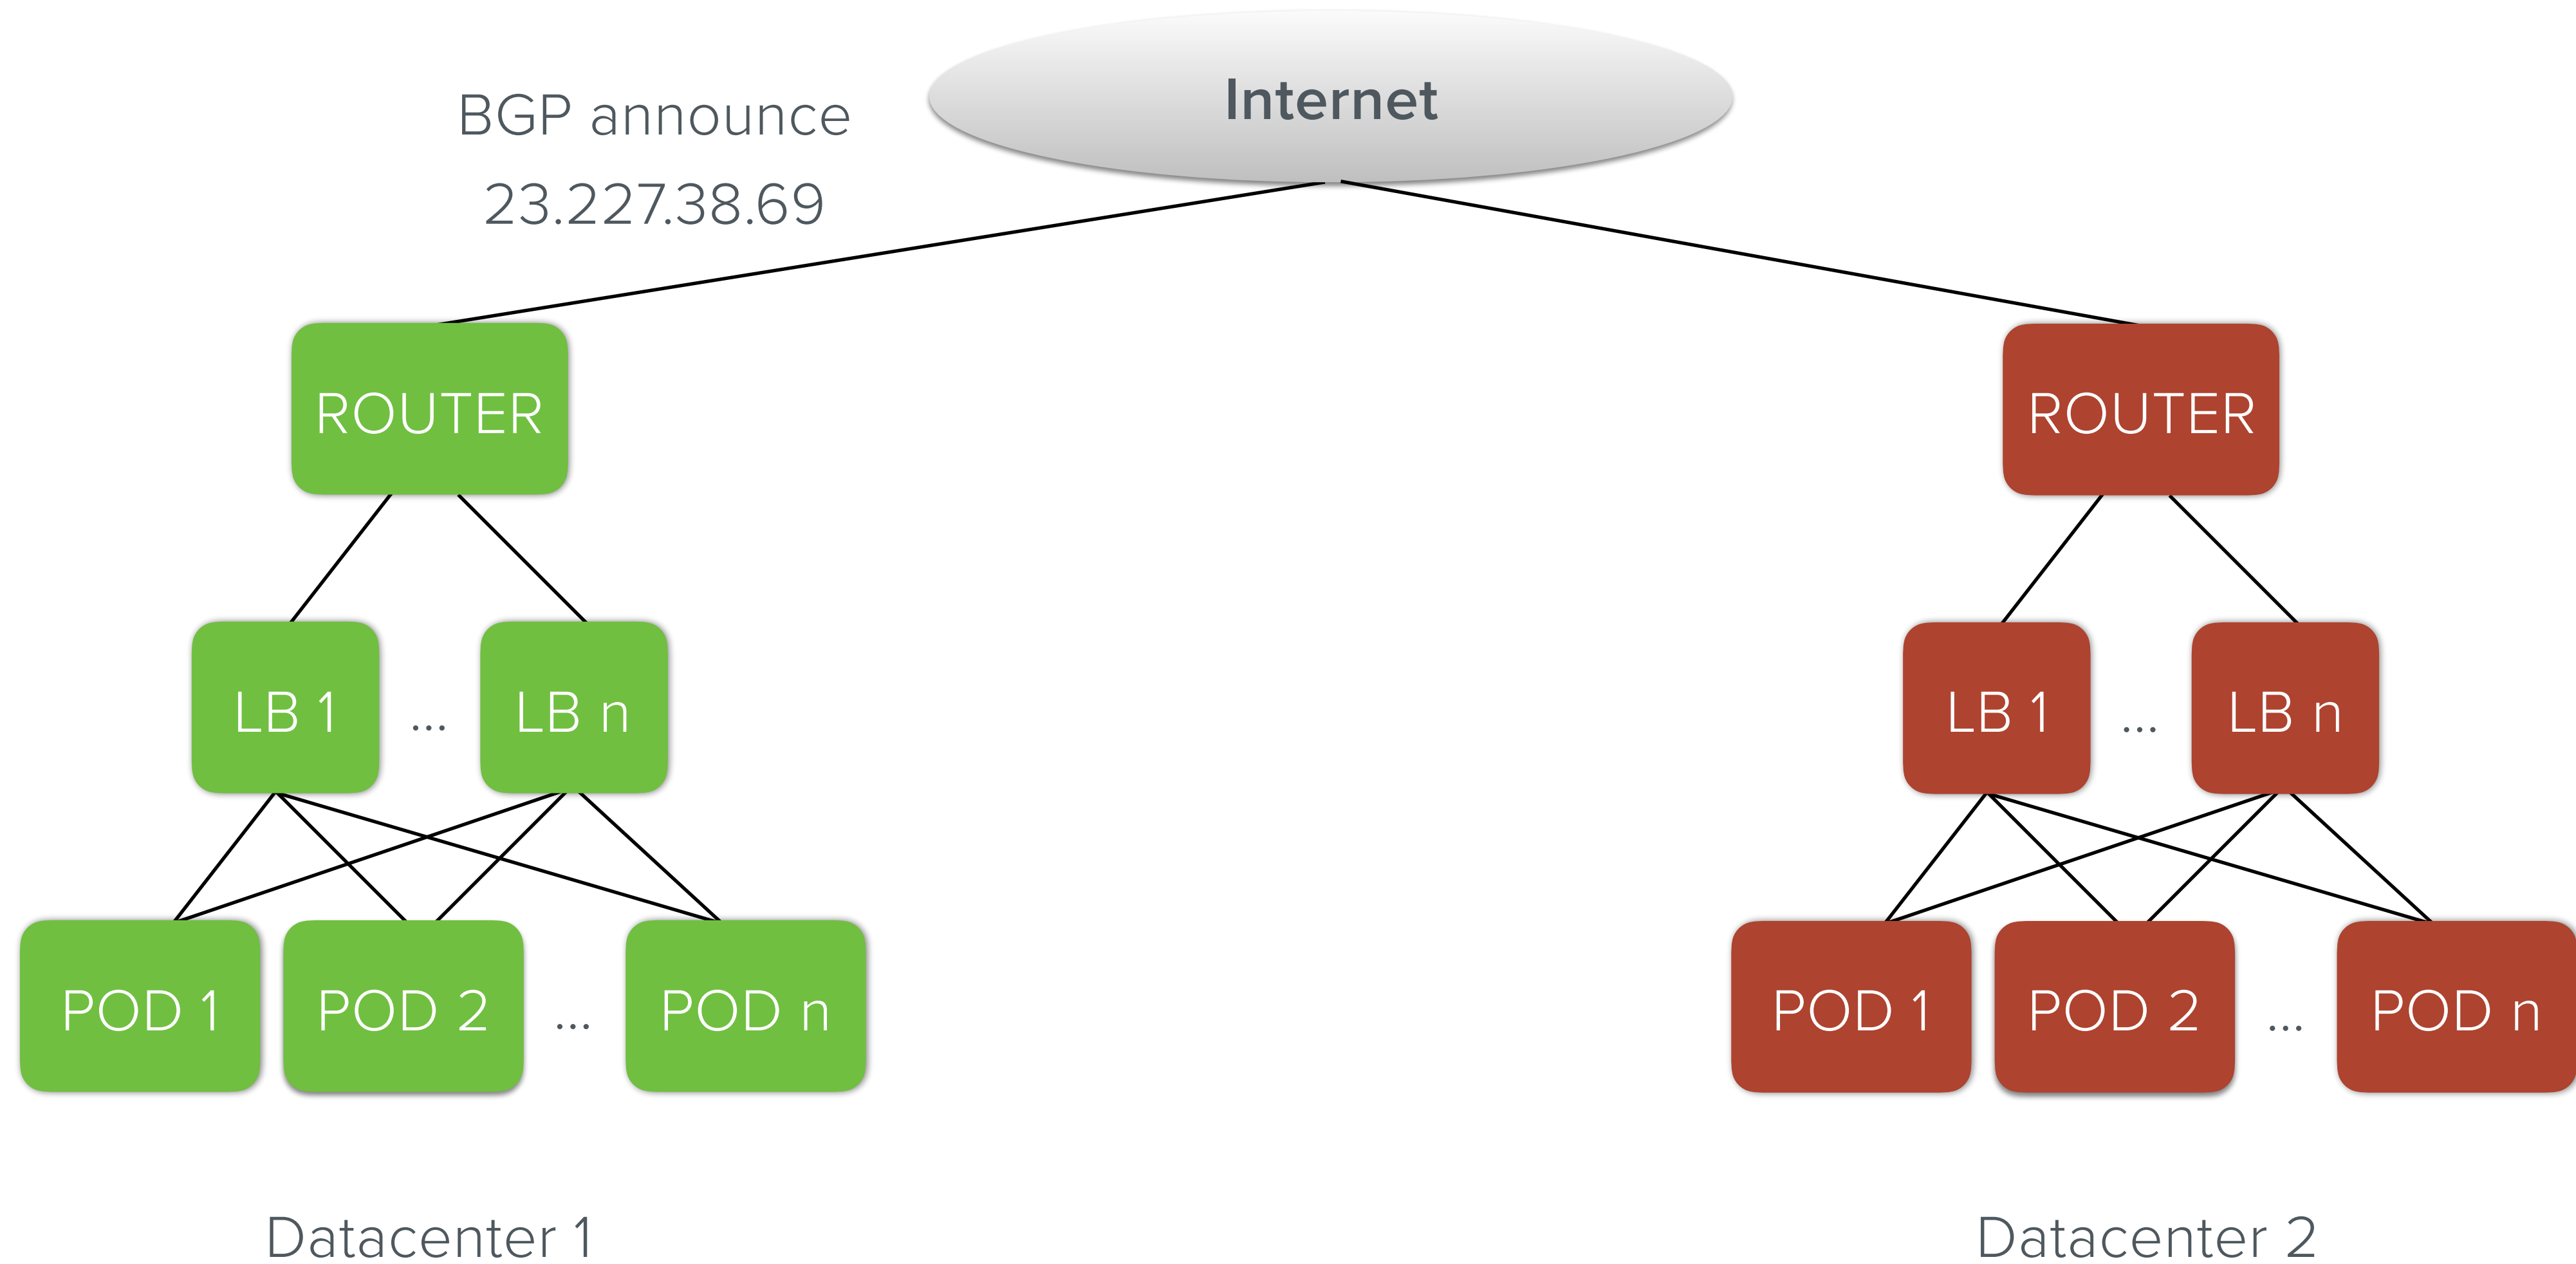 Internet
BGP announce
23.227.38.69
ROUTER
ROUTER
LB 1 ... LB n
LB 1 ... LB n
POD 1 POD 2 ... POD n
POD 1 POD 2 ... POD n
Datacenter 1
Datacenter 2